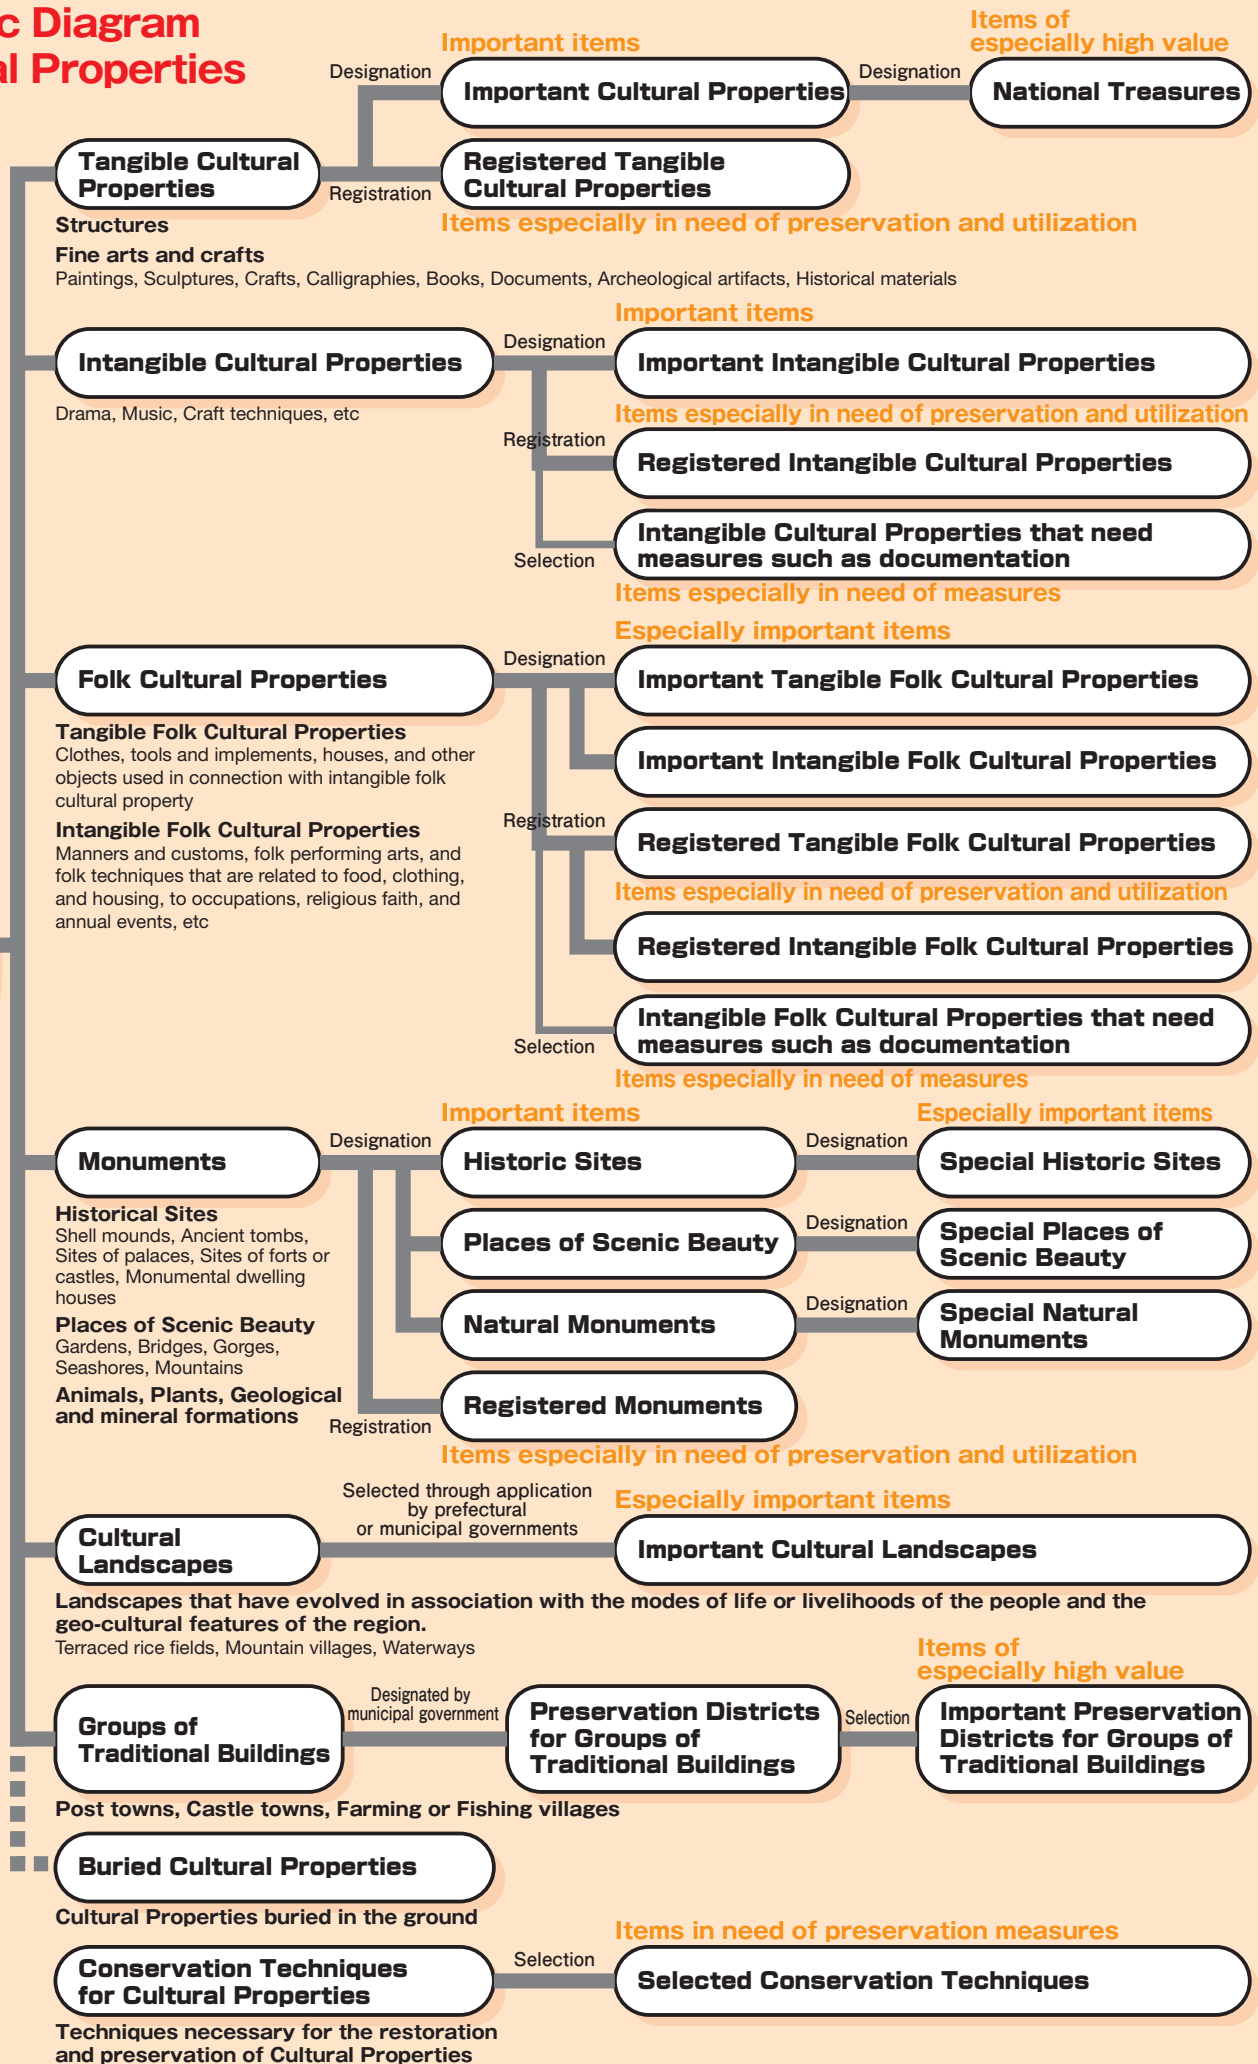 c Diagram
al Properties
Important items
Items of
especially high value
Designation
Important Cultural Properties
Designation
National Treasures
Tangible Cultural
Properties
Registration
Registered Tangible
Cultural Properties
Items especially in need of preservation and utilization
Structures
Fine arts and crafts
Paintings, Sculptures, Crafts, Calligraphies, Books, Documents, Archeological artifacts, Historical materials
Important items
Intangible Cultural Properties
Designation
Important Intangible Cultural Properties
Drama, Music, Craft techniques, etc
Items especially in need of preservation and utilization
Registration
Registered Intangible Cultural Properties
Intangible Cultural Properties that need
measures such as documentation
Selection
Items especially in need of measures
Especially important items
Folk Cultural Properties
Designation
Important Tangible Folk Cultural Properties
Tangible Folk Cultural Properties
Clothes, tools and implements, houses, and other
objects used in connection with intangible folk
cultural property
Important Intangible Folk Cultural Properties
Intangible Folk Cultural Properties
Manners and customs, folk performing arts, and
folk techniques that are related to food, clothing,
and housing, to occupations, religious faith, and
annual events, etc
Registration
Registered Tangible Folk Cultural Properties
Items especially in need of preservation and utilization
Registered Intangible Folk Cultural Properties
Intangible Folk Cultural Properties that need
measures such as documentation
Selection
Items especially in need of measures
Important items
Especially important items
Monuments
Designation
Historic Sites
Designation
Special Historic Sites
Historical Sites
Shell mounds, Ancient tombs,
Sites of palaces, Sites of forts or
castles, Monumental dwelling
houses
Places of Scenic Beauty
Designation
Special Places of
Scenic Beauty
Places of Scenic Beauty
Gardens, Bridges, Gorges,
Seashores, Mountains
Natural Monuments
Designation
Special Natural
Monuments
Animals, Plants, Geological
and mineral formations
Registration
Registered Monuments
Items especially in need of preservation and utilization
Selected through application
by prefectural
or municipal governments
Especially important items
Cultural
Landscapes
Important Cultural Landscapes
Landscapes that have evolved in association with the modes of life or livelihoods of the people and the
geo-cultural features of the region.
Terraced rice fields, Mountain villages, Waterways
Items of
especially high value
Groups of
Traditional Buildings
Designated by
municipal government
Preservation Districts
for Groups of
Traditional Buildings
Selection
Important Preservation
Districts for Groups of
Traditional Buildings
Post towns, Castle towns, Farming or Fishing villages
Buried Cultural Properties
Cultural Properties buried in the ground
Items in need of preservation measures
Conservation Techniques
for Cultural Properties
Selection
Selected Conservation Techniques
Techniques necessary for the restoration
and preservation of Cultural Properties